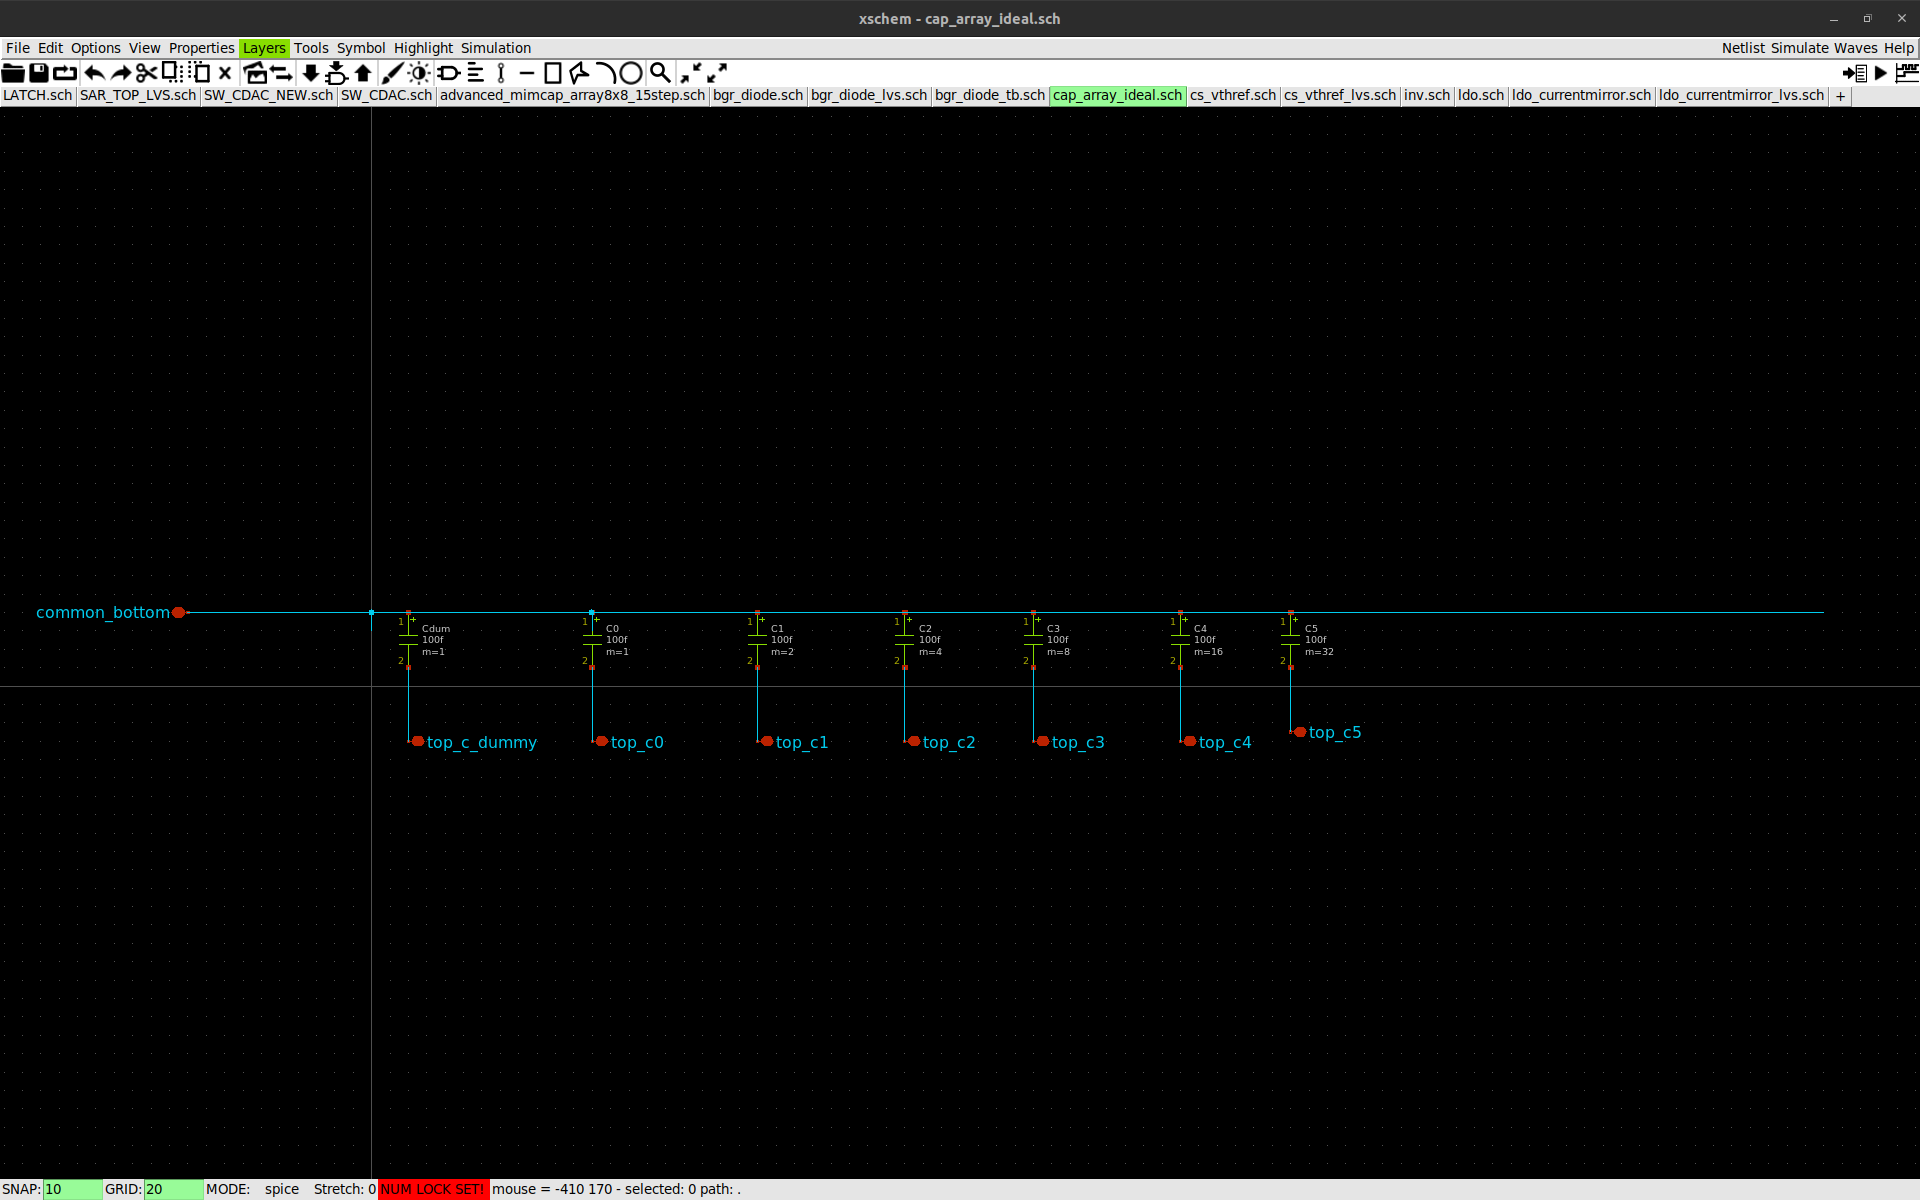 xschem - cap_array_ideal.sch
File Edit Options View Properties Layers Tools Symbol Highlight Simulation Netlist Simulate Waves Help
LATCH.sch SAR_TOP_LVS.sch SW_CDAC_NEW.sch SW_CDAC.sch advanced_mimcap_array8x8_15step.sch bgr_diode.sch bgr_diode_lvs.sch bgr_diode_tb.sch cap_array_ideal.sch cs_vthref.sch cs_vthref_lvs.sch inv.sch ldo.sch ldo_currentmirror.sch ldo_currentmirror_lvs.sch +
common_bottom
1 + Cdum
100f
m=1
2
1 + C0
100f
m=1
2
1 + C1
100f
m=2
2
1 + C2
100f
m=4
2
1 + C3
100f
m=8
2
1 + C4
100f
m=16
2
1 + C5
100f
m=32
2
top_c_dummy top_c0 top_c1 top_c2 top_c3 top_c4 top_c5
SNAP: 10 GRID: 20 MODE: spice Stretch: 0 NUM LOCK SET! mouse = -410 170 - selected: 0 path: .